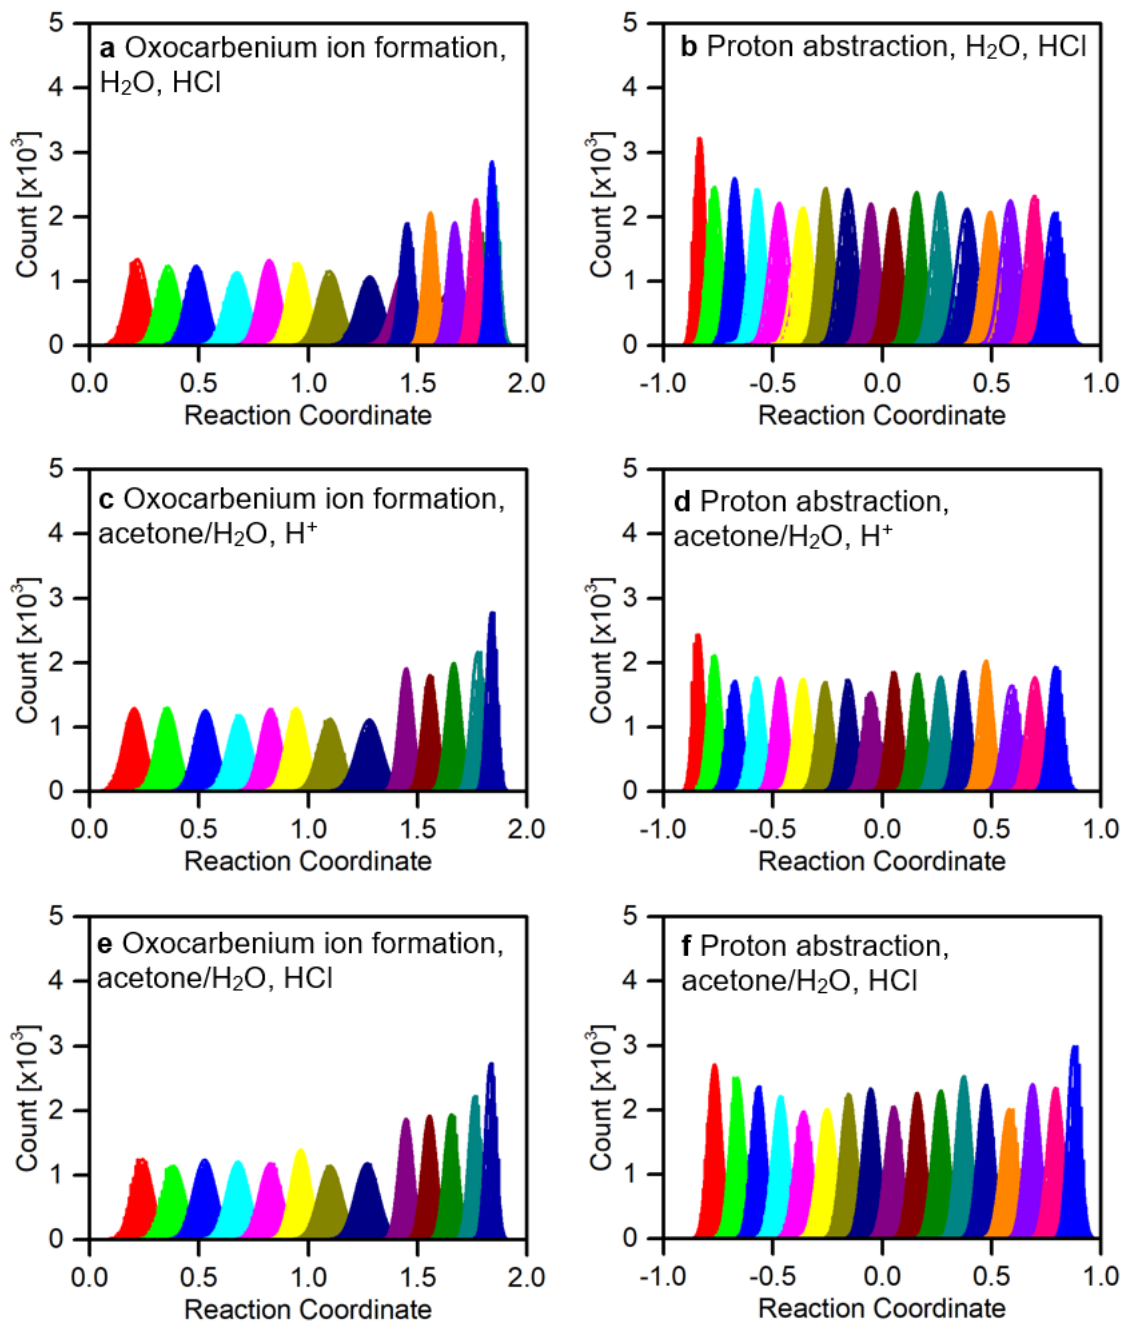 a Oxocarbenium ion formation,
H₂O, HCl
Count [x10³]
5
4
3
2
1
0
0.0 0.5 1.0 1.5 2.0
Reaction Coordinate
b Proton abstraction, H₂O, HCl
Count [x10³]
5
4
3
2
1
0
-1.0 -0.5 0.0 0.5 1.0
Reaction Coordinate
c Oxocarbenium ion formation,
acetone/H₂O, H⁺
Count [x10³]
5
4
3
2
1
0
0.0 0.5 1.0 1.5 2.0
Reaction Coordinate
d Proton abstraction,
acetone/H₂O, H⁺
Count [x10³]
5
4
3
2
1
0
-1.0 -0.5 0.0 0.5 1.0
Reaction Coordinate
e Oxocarbenium ion formation,
acetone/H₂O, HCl
Count [x10³]
5
4
3
2
1
0
0.0 0.5 1.0 1.5 2.0
Reaction Coordinate
f Proton abstraction,
acetone/H₂O, HCl
Count [x10³]
5
4
3
2
1
0
-1.0 -0.5 0.0 0.5 1.0
Reaction Coordinate